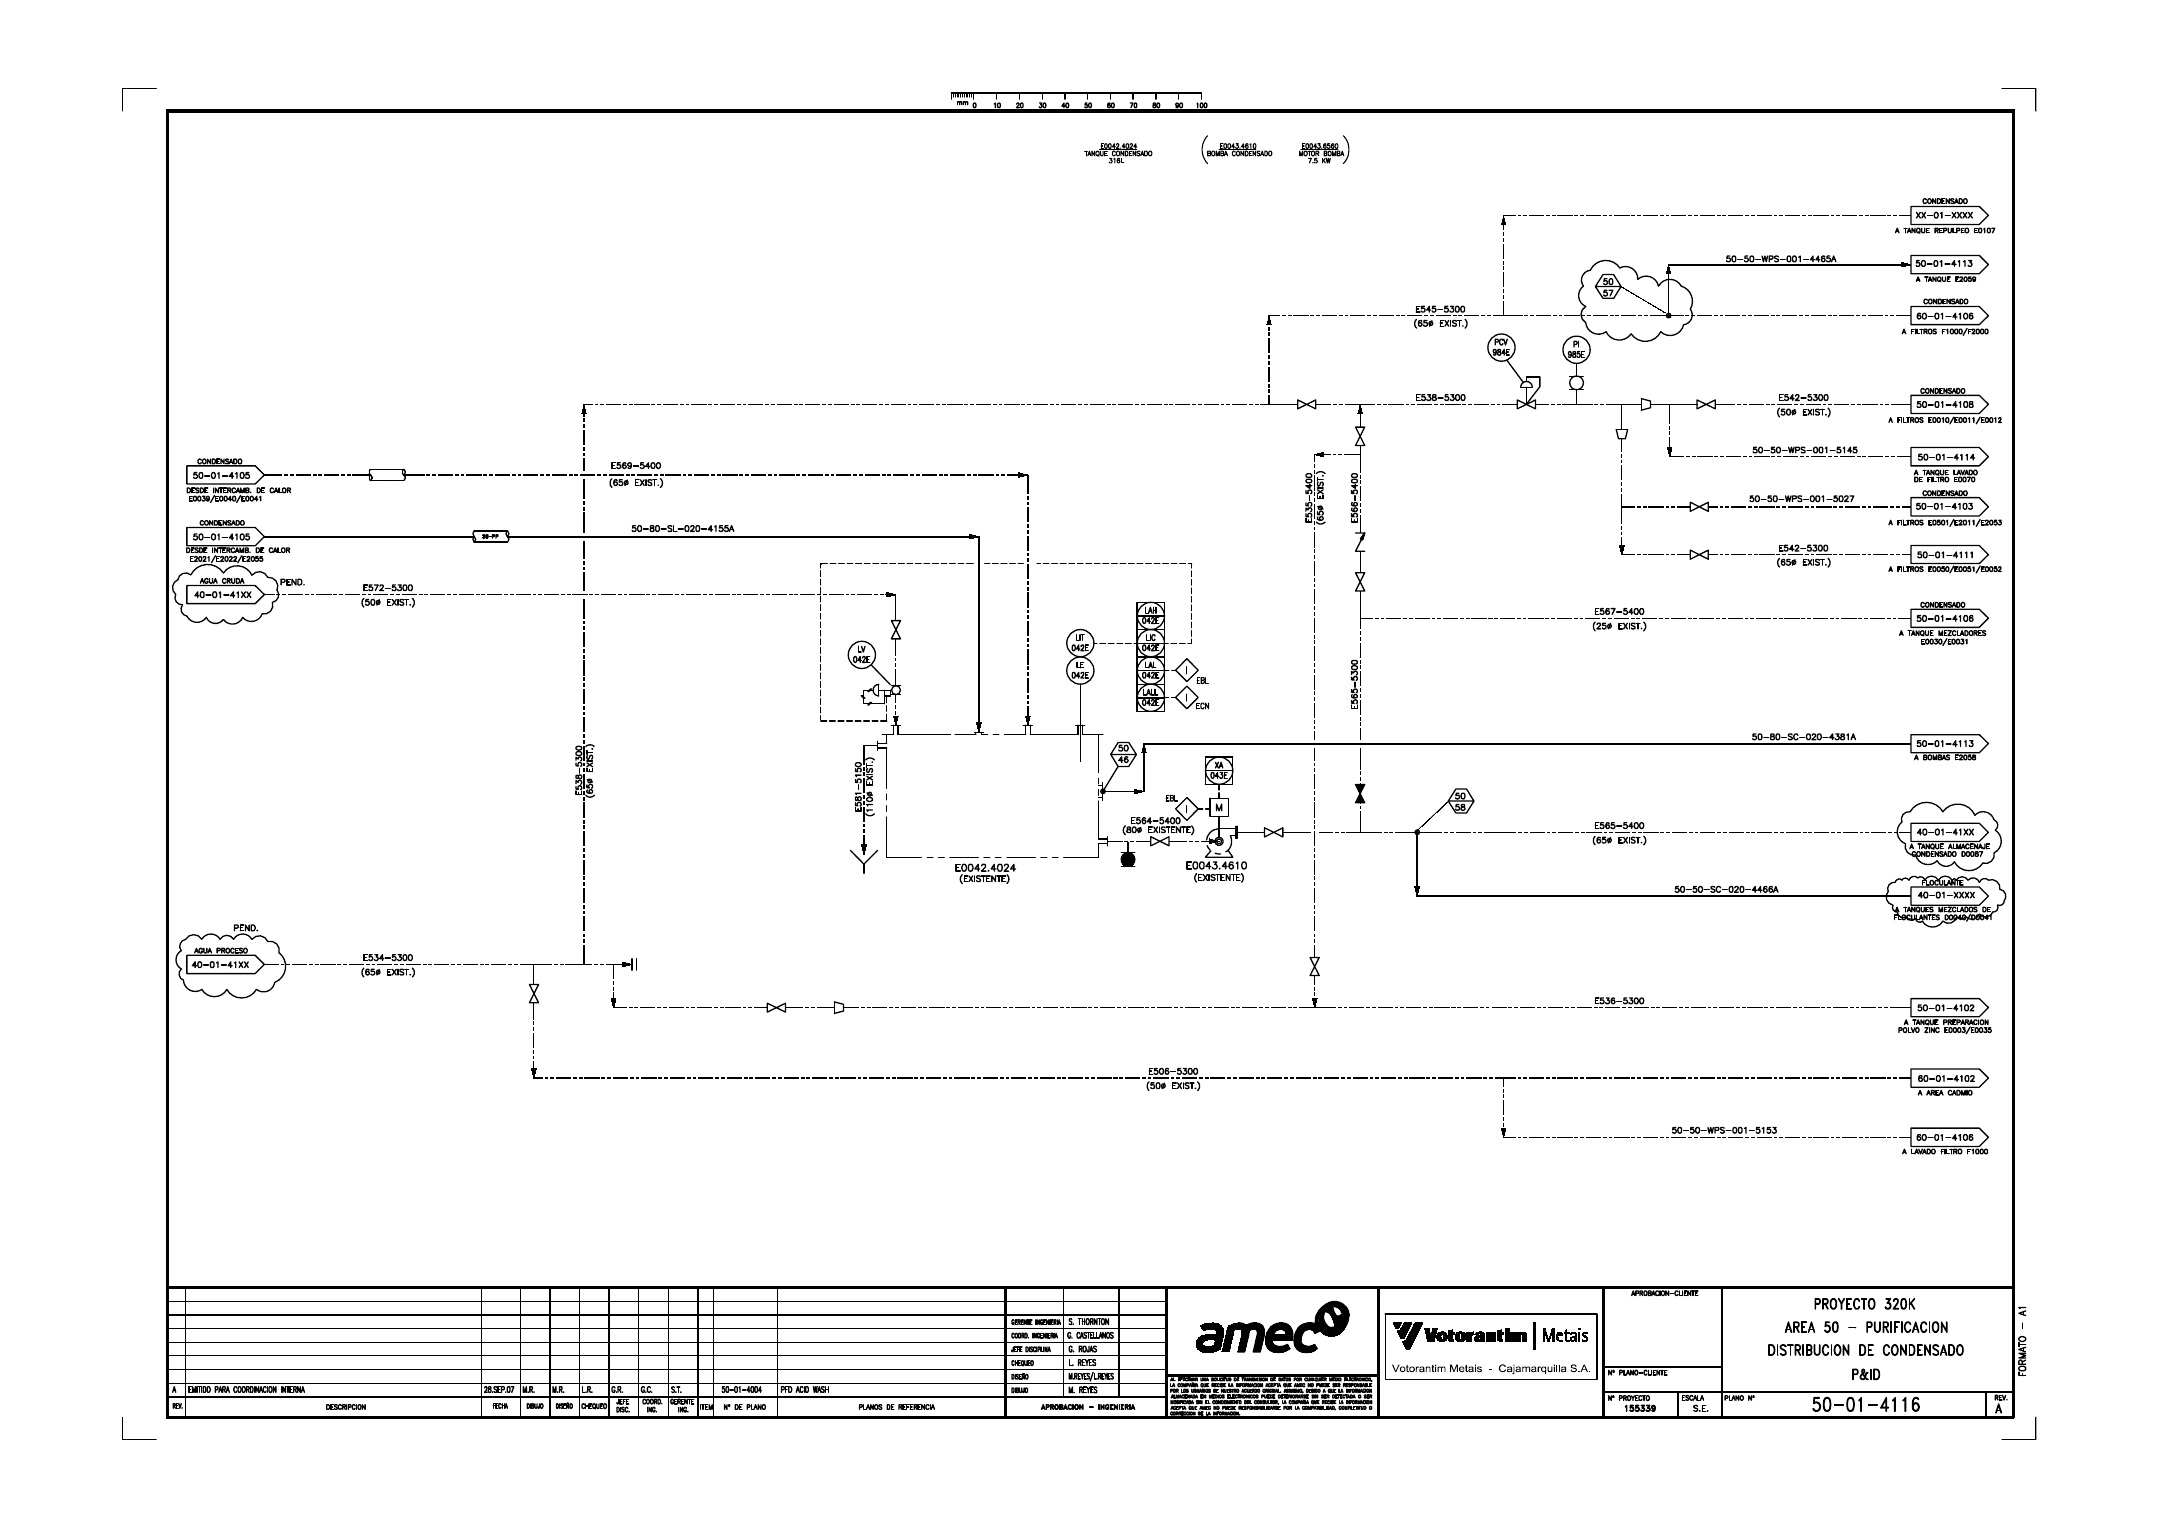 mm 0 10 20 30 40 50 60 70 80 90 100
E0042.4024
TANQUE CONDENSADO
316L
E0043.4610
BOMBA CONDENSADO
E0043.6560
MOTOR BOMBA
7.5 KW
CONDENSADO
XX-01-XXXX
A TANQUE REPULPEO E0107
50-50-WPS-001-4465A
50-01-4113
A TANQUE E2059
50
57
E545-5300
(65ø EXIST.)
CONDENSADO
60-01-4106
A FILTROS F1000/F2000
PCV
984E
PI
985E
E538-5300
E542-5300
(50ø EXIST.)
CONDENSADO
50-01-4108
A FILTROS E0010/E0011/E0012
50-50-WPS-001-5145
50-01-4114
A TANQUE LAVADO
DE FILTRO E0070
50-50-WPS-001-5027
CONDENSADO
50-01-4103
A FILTROS E0501/E2011/E2053
E542-5300
(65ø EXIST.)
50-01-4111
A FILTROS E0050/E0051/E0052
CONDENSADO
50-01-4105
DESDE INTERCAMB. DE CALOR
E0039/E0040/E0041
E569-5400
(65ø EXIST.)
CONDENSADO
50-01-4105
DESDE INTERCAMB. DE CALOR
E2021/E2022/E2055
50-80-SL-020-4155A
AGUA CRUDA
40-01-41XX
PEND.
E572-5300
(50ø EXIST.)
E535-5400
(65ø EXIST.)
E566-5400
E567-5400
(25ø EXIST.)
CONDENSADO
50-01-4106
A TANQUE MEZCLADORES
E0030/E0031
LV
042E
LIT
042E
ILE
042E
LAH
042E
LIC
042E
LAL
042E
LALL
042E
I
EBL
I
ECN
E565-5300
E538-5300
(65ø EXIST.)
E581-5150
(110ø EXIST.)
50
46
50-80-SC-020-4381A
50-01-4113
A BOMBAS E2058
XA
043E
EBL
I
M
E564-5400
(80ø EXISTENTE)
E0042.4024
(EXISTENTE)
E0043.4610
(EXISTENTE)
50
58
E565-5400
(65ø EXIST.)
40-01-41XX
A TANQUE ALMACENAJE
CONDENSADO D0087
50-50-SC-020-4466A
FLOCULANTE
40-01-XXXX
A TANQUES MEZCLADOS DE
FLOCULANTES D0040/D0041
PEND.
AGUA PROCESO
40-01-41XX
E534-5300
(65ø EXIST.)
E536-5300
50-01-4102
A TANQUE PREPARACION
POLVO ZINC E0003/E0035
E506-5300
(50ø EXIST.)
60-01-4102
A AREA CADMIO
50-50-WPS-001-5153
60-01-4106
A LAVADO FILTRO F1000
A EMITIDO PARA COORDINACION INTERNA 28.SEP.07 M.R. M.R. L.R. G.R. G.C. S.T. 50-01-4004 PFD ACID WASH
REV. DESCRIPCION FECHA DIBUJO DISEÑO CHEQUEO JEFE DISC. COORD. ING. GERENTE ING. ITEM N° DE PLANO PLANOS DE REFERENCIA
GERENTE INGENIERIA S. THORNTON
COORD. INGENIERIA G. CASTELLANOS
JEFE DISCIPLINA G. ROJAS
CHEQUEO L. REYES
DISEÑO M.REYES/L.REYES
DIBUJO M. REYES
APROBACION - INGENIERIA
amec
Votorantim | Metais
Votorantim Metais - Cajamarquilla S.A.
APROBACION-CLIENTE
N° PLANO-CLIENTE
N° PROYECTO
155339
ESCALA
S.E.
PROYECTO 320K
AREA 50 - PURIFICACION
DISTRIBUCION DE CONDENSADO
P&ID
PLANO N°
50-01-4116
REV.
A
FORMATO - A1